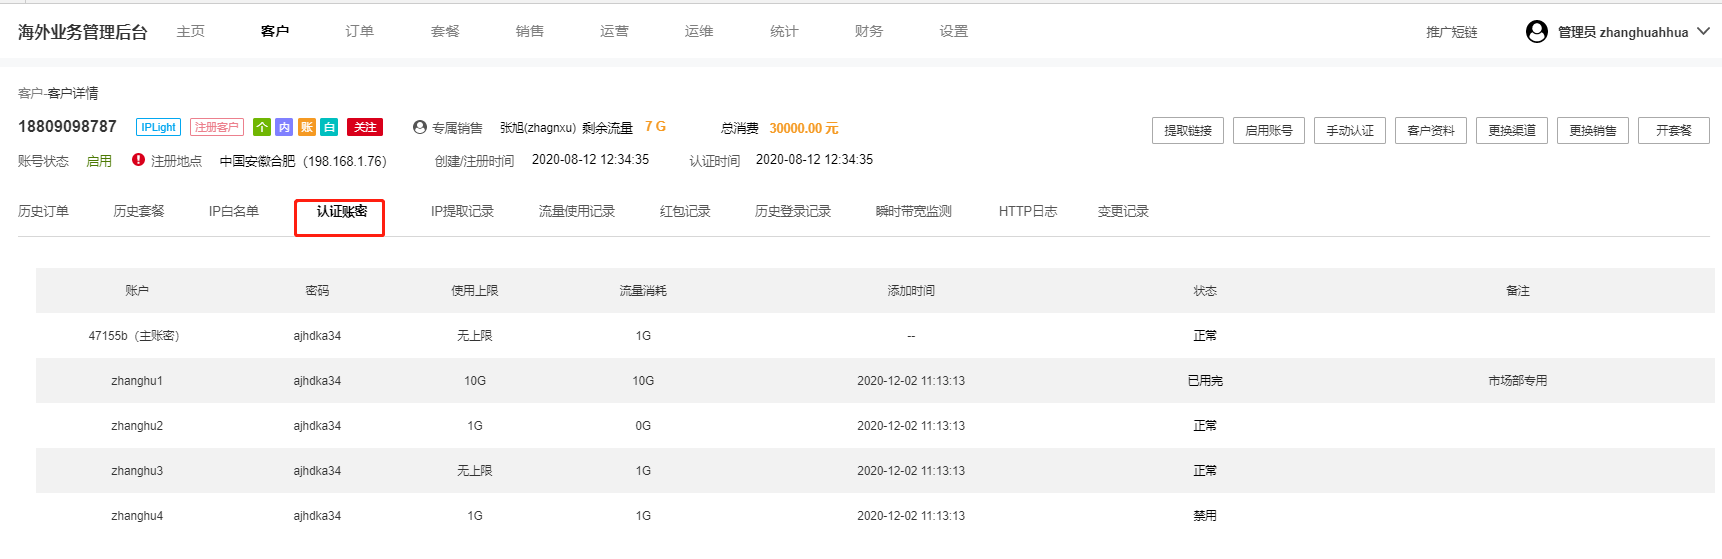 海外业务管理后台 主页 客户 订单 套餐 销售 运营 运维 统计 财务 设置 推广短链 管理员 zhanghuahhua
客户-客户详情
18809098787 IPLight 注册客户 个 内 账 白 关注 专属销售 张旭(zhagnxu) 剩余流量 7 G 总消费 30000.00 元 提取链接 启用账号 手动认证 客户资料 更换渠道 更换销售 开套餐
账号状态 启用 注册地点 中国安徽合肥（198.168.1.76） 创建/注册时间 2020-08-12 12:34:35 认证时间 2020-08-12 12:34:35
历史订单 历史套餐 IP白名单 认证账密 IP提取记录 流量使用记录 红包记录 历史登录记录 瞬时带宽监测 HTTP日志 变更记录
账户 密码 使用上限 流量消耗 添加时间 状态 备注
47155b（主账密） ajhdka34 无上限 1G -- 正常
zhanghu1 ajhdka34 10G 10G 2020-12-02 11:13:13 已用完 市场部专用
zhanghu2 ajhdka34 1G 0G 2020-12-02 11:13:13 正常
zhanghu3 ajhdka34 无上限 1G 2020-12-02 11:13:13 正常
zhanghu4 ajhdka34 1G 1G 2020-12-02 11:13:13 禁用